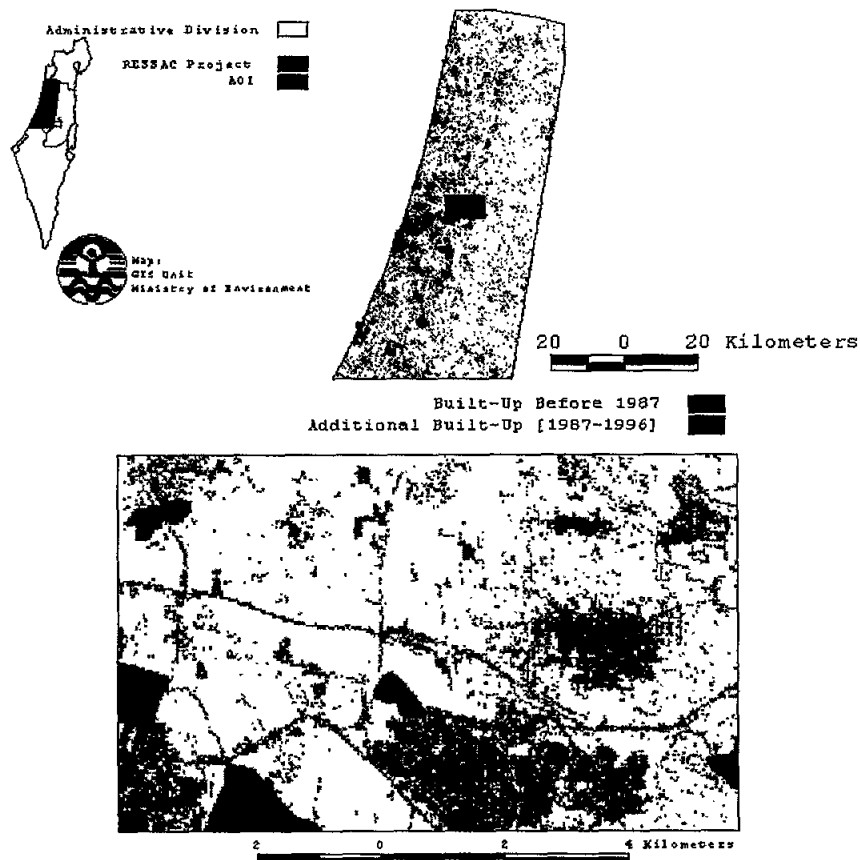 Administrative Division
RESSAC Project
AOI
Map:
GIS Unit
Ministry of Environment
20 0 20 Kilometers
Built-Up Before 1987
Additional Built-Up [1987-1996]
2 0 2 4 Kilometers